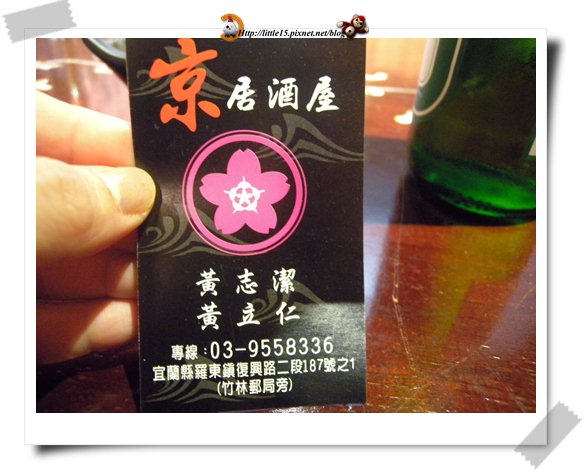 Http://little15.pixnet.net/blog
京居酒屋
黃志潔
黃立仁
專線:03-9558336
宜蘭縣羅東鎮復興路二段187號之1
(竹林郵局旁)